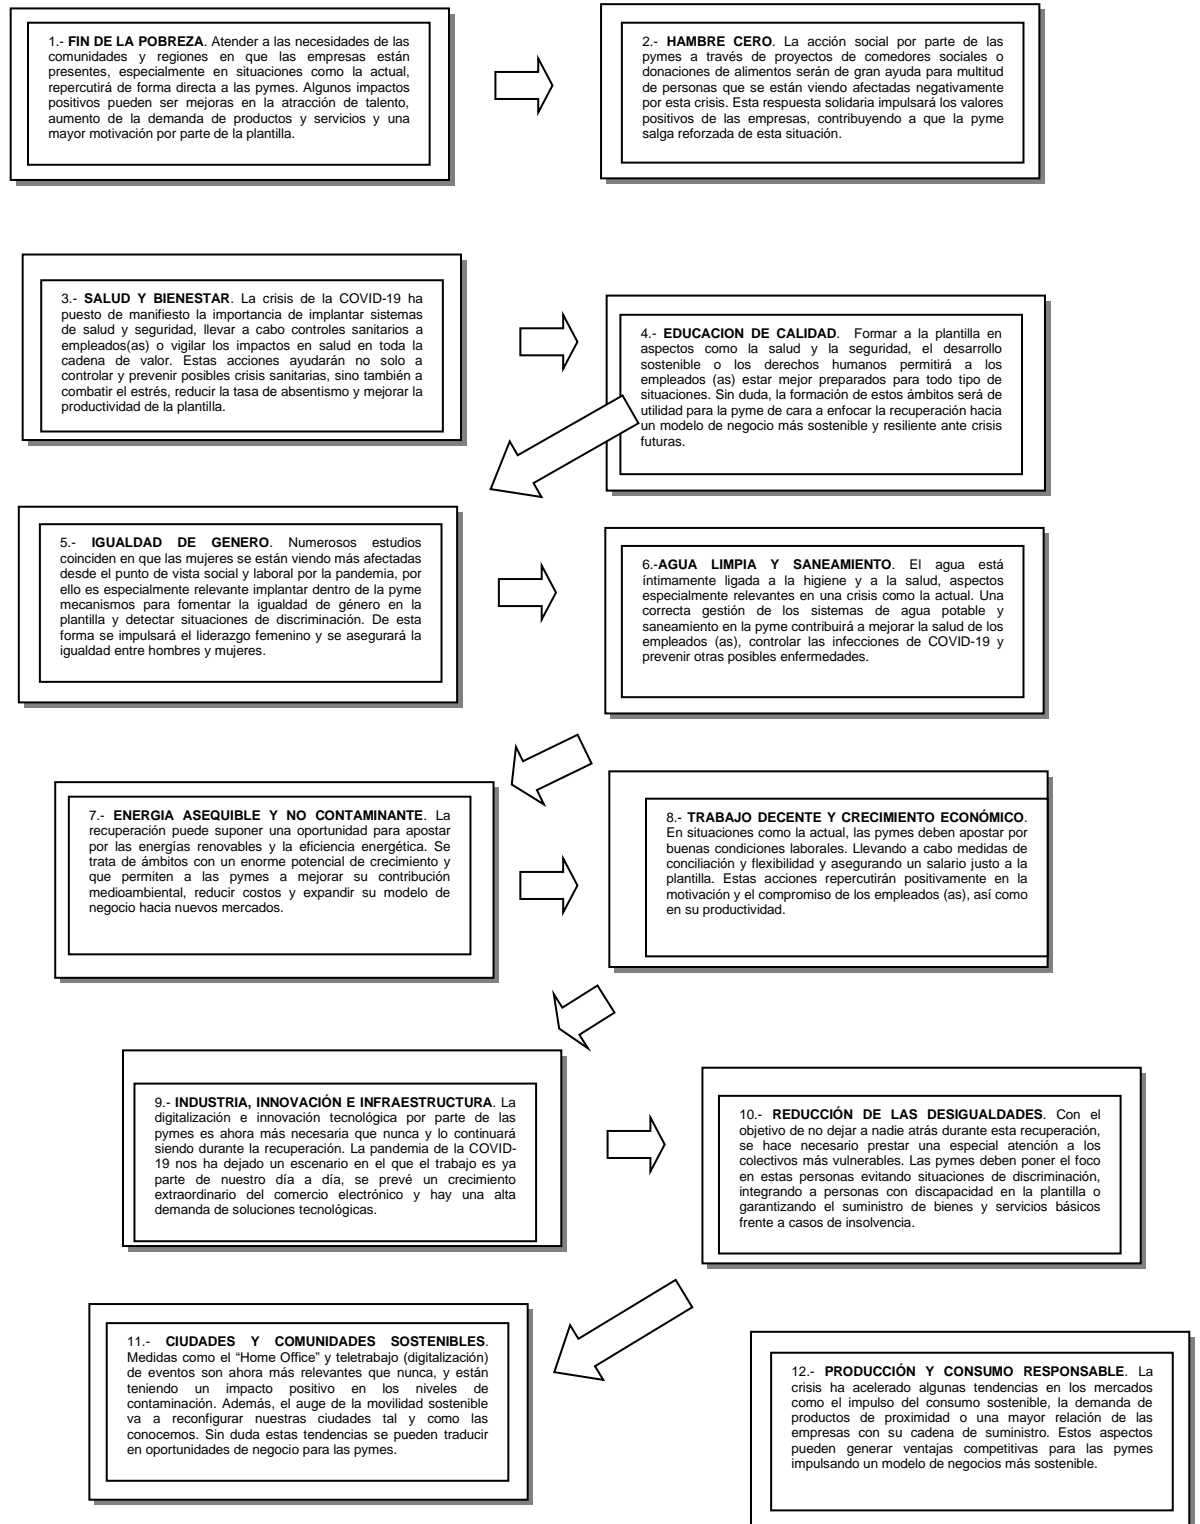 1.- FIN DE LA POBREZA. Atender a las necesidades de las
comunidades y regiones en que las empresas están
presentes, especialmente en situaciones como la actual,
repercutirá de forma directa a las pymes. Algunos impactos
positivos pueden ser mejoras en la atracción de talento,
aumento de la demanda de productos y servicios y una
mayor motivación por parte de la plantilla.
2.- HAMBRE CERO. La acción social por parte de las
pymes a través de proyectos de comedores sociales o
donaciones de alimentos serán de gran ayuda para multitud
de personas que se están viendo afectadas negativamente
por esta crisis. Esta respuesta solidaria impulsará los valores
positivos de las empresas, contribuyendo a que la pyme
salga reforzada de esta situación.
3.- SALUD Y BIENESTAR. La crisis de la COVID-19 ha
puesto de manifiesto la importancia de implantar sistemas
de salud y seguridad, llevar a cabo controles sanitarios a
empleados(as) o vigilar los impactos en salud en toda la
cadena de valor. Estas acciones ayudarán no solo a
controlar y prevenir posibles crisis sanitarias, sino también a
combatir el estrés, reducir la tasa de absentismo y mejorar la
productividad de la plantilla.
4.- EDUCACION DE CALIDAD. Formar a la plantilla en
aspectos como la salud y la seguridad, el desarrollo
sostenible o los derechos humanos permitirá a los
empleados (as) estar mejor preparados para todo tipo de
situaciones. Sin duda, la formación de estos ámbitos será de
utilidad para la pyme de cara a enfocar la recuperación hacia
un modelo de negocio más sostenible y resiliente ante crisis
futuras.
5.- IGUALDAD DE GENERO. Numerosos estudios
coinciden en que las mujeres se están viendo más afectadas
desde el punto de vista social y laboral por la pandemia, por
ello es especialmente relevante implantar dentro de la pyme
mecanismos para fomentar la igualdad de género en la
plantilla y detectar situaciones de discriminación. De esta
forma se impulsará el liderazgo femenino y se asegurará la
igualdad entre hombres y mujeres.
6.-AGUA LIMPIA Y SANEAMIENTO. El agua está
íntimamente ligada a la higiene y a la salud, aspectos
especialmente relevantes en una crisis como la actual. Una
correcta gestión de los sistemas de agua potable y
saneamiento en la pyme contribuirá a mejorar la salud de los
empleados (as), controlar las infecciones de COVID-19 y
prevenir otras posibles enfermedades.
7.- ENERGIA ASEQUIBLE Y NO CONTAMINANTE. La
recuperación puede suponer una oportunidad para apostar
por las energías renovables y la eficiencia energética. Se
trata de ámbitos con un enorme potencial de crecimiento y
que permiten a las pymes a mejorar su contribución
medioambiental, reducir costos y expandir su modelo de
negocio hacia nuevos mercados.
8.- TRABAJO DECENTE Y CRECIMIENTO ECONÓMICO.
En situaciones como la actual, las pymes deben apostar por
buenas condiciones laborales. Llevando a cabo medidas de
conciliación y flexibilidad y asegurando un salario justo a la
plantilla. Estas acciones repercutirán positivamente en la
motivación y el compromiso de los empleados (as), así como
en su productividad.
9.- INDUSTRIA, INNOVACIÓN E INFRAESTRUCTURA. La
digitalización e innovación tecnológica por parte de las
pymes es ahora más necesaria que nunca y lo continuará
siendo durante la recuperación. La pandemia de la COVID-
19 nos ha dejado un escenario en el que el trabajo es ya
parte de nuestro día a día, se prevé un crecimiento
extraordinario del comercio electrónico y hay una alta
demanda de soluciones tecnológicas.
10.- REDUCCIÓN DE LAS DESIGUALDADES. Con el
objetivo de no dejar a nadie atrás durante esta recuperación,
se hace necesario prestar una especial atención a los
colectivos más vulnerables. Las pymes deben poner el foco
en estas personas evitando situaciones de discriminación,
integrando a personas con discapacidad en la plantilla o
garantizando el suministro de bienes y servicios básicos
frente a casos de insolvencia.
11.- CIUDADES Y COMUNIDADES SOSTENIBLES.
Medidas como el “Home Office” y teletrabajo (digitalización)
de eventos son ahora más relevantes que nunca, y están
teniendo un impacto positivo en los niveles de
contaminación. Además, el auge de la movilidad sostenible
va a reconfigurar nuestras ciudades tal y como las
conocemos. Sin duda estas tendencias se pueden traducir
en oportunidades de negocio para las pymes.
12.- PRODUCCIÓN Y CONSUMO RESPONSABLE. La
crisis ha acelerado algunas tendencias en los mercados
como el impulso del consumo sostenible, la demanda de
productos de proximidad o una mayor relación de las
empresas con su cadena de suministro. Estos aspectos
pueden generar ventajas competitivas para las pymes
impulsando un modelo de negocios más sostenible.